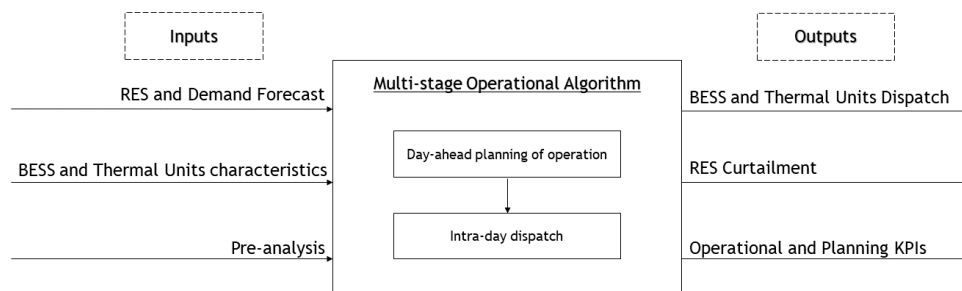 Inputs
Outputs
RES and Demand Forecast
BESS and Thermal Units characteristics
Pre-analysis
Multi-stage Operational Algorithm
Day-ahead planning of operation
Intra-day dispatch
BESS and Thermal Units Dispatch
RES Curtailment
Operational and Planning KPIs